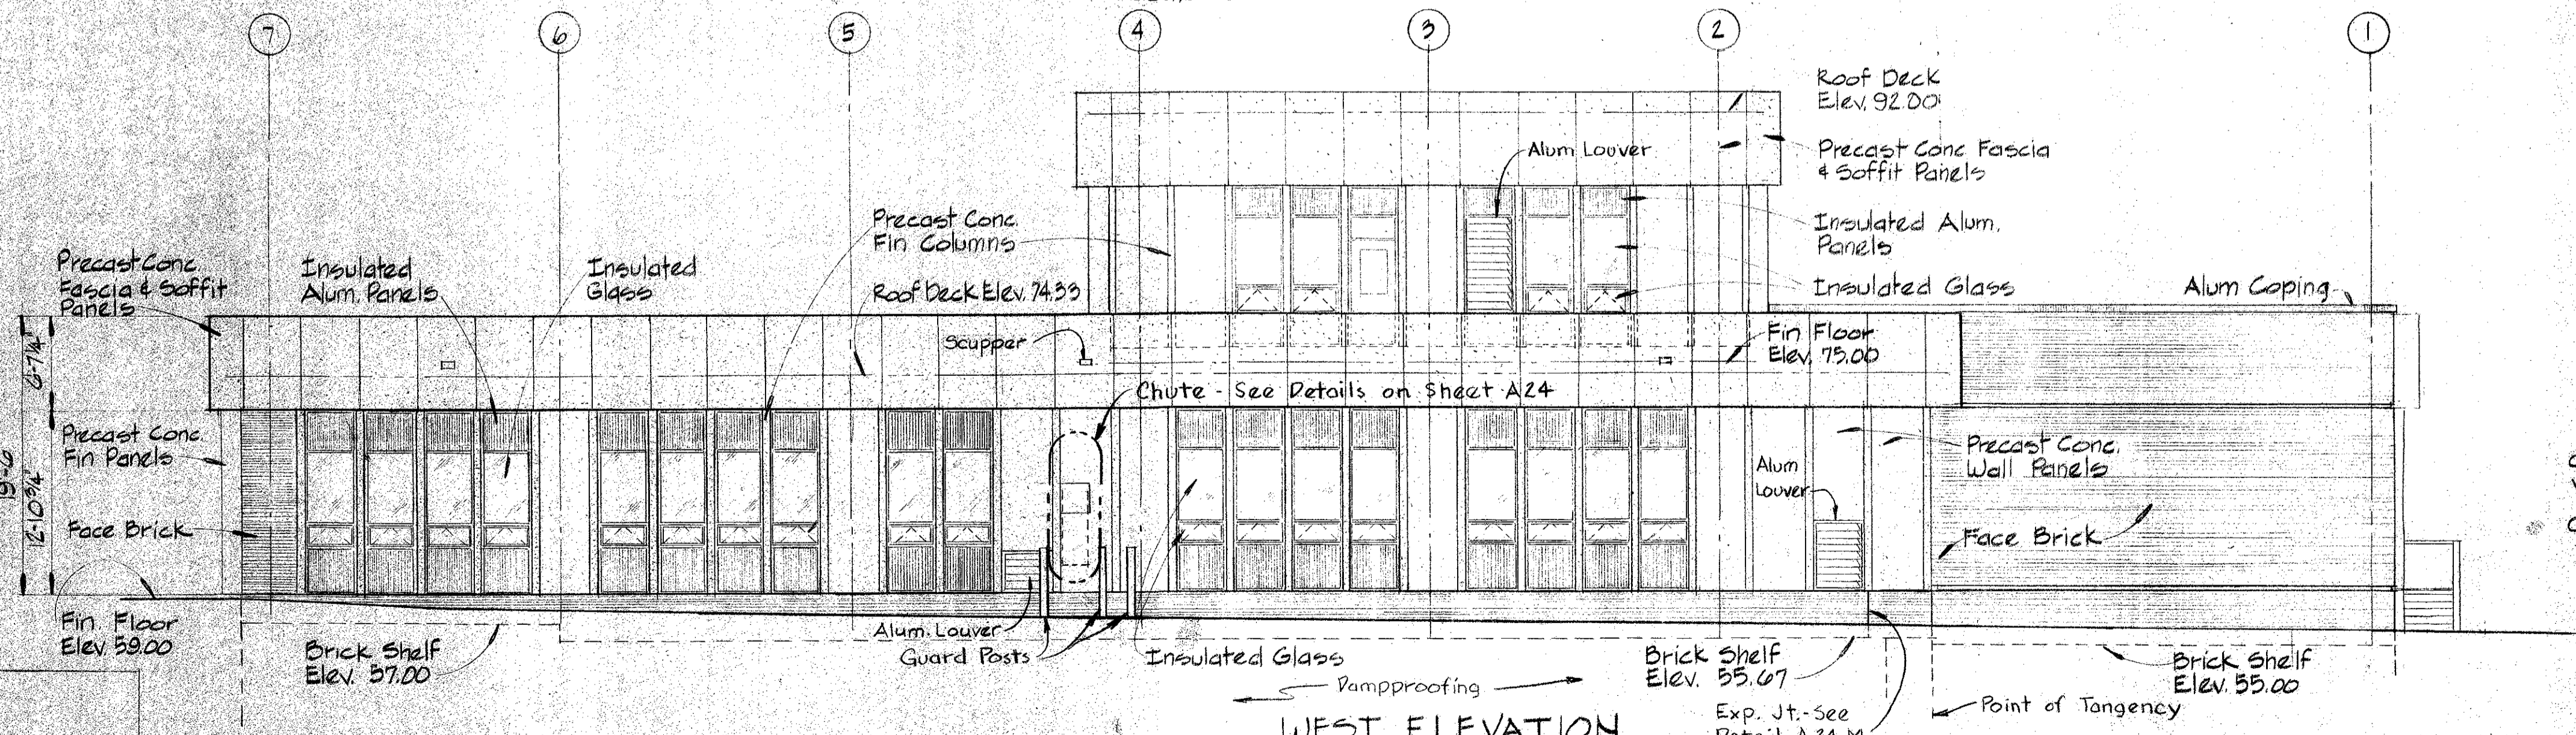 7
6
5
4
3
2
1
Roof Deck
Elev. 92.00
Alum Louver
Precast Conc Fascia
& Soffit Panels
Precast Conc.
Fin Columns
Insulated Alum.
Panels
Precast Conc
Fascia & Soffit
Panels
Insulated
Alum. Panels
Insulated
Glass
Roof Deck Elev. 74.33
Insulated Glass
Alum Coping
6-7¼"
Scupper
Fin Floor
Elev. 75.00
Chute - See Details on Sheet A24
Precast Conc.
Fin Panels
Precast Conc.
Wall Panels
Alum
Louver
19-6
12-10¾"
Face Brick
Face Brick
Fin. Floor
Elev 59.00
Alum. Louver
Guard Posts
Brick Shelf
Elev. 57.00
Insulated Glass
Brick Shelf
Elev. 55.67
Brick Shelf
Elev. 55.00
Dampproofing
Point of Tangency
WEST ELEVATION
Exp. Jt.-See